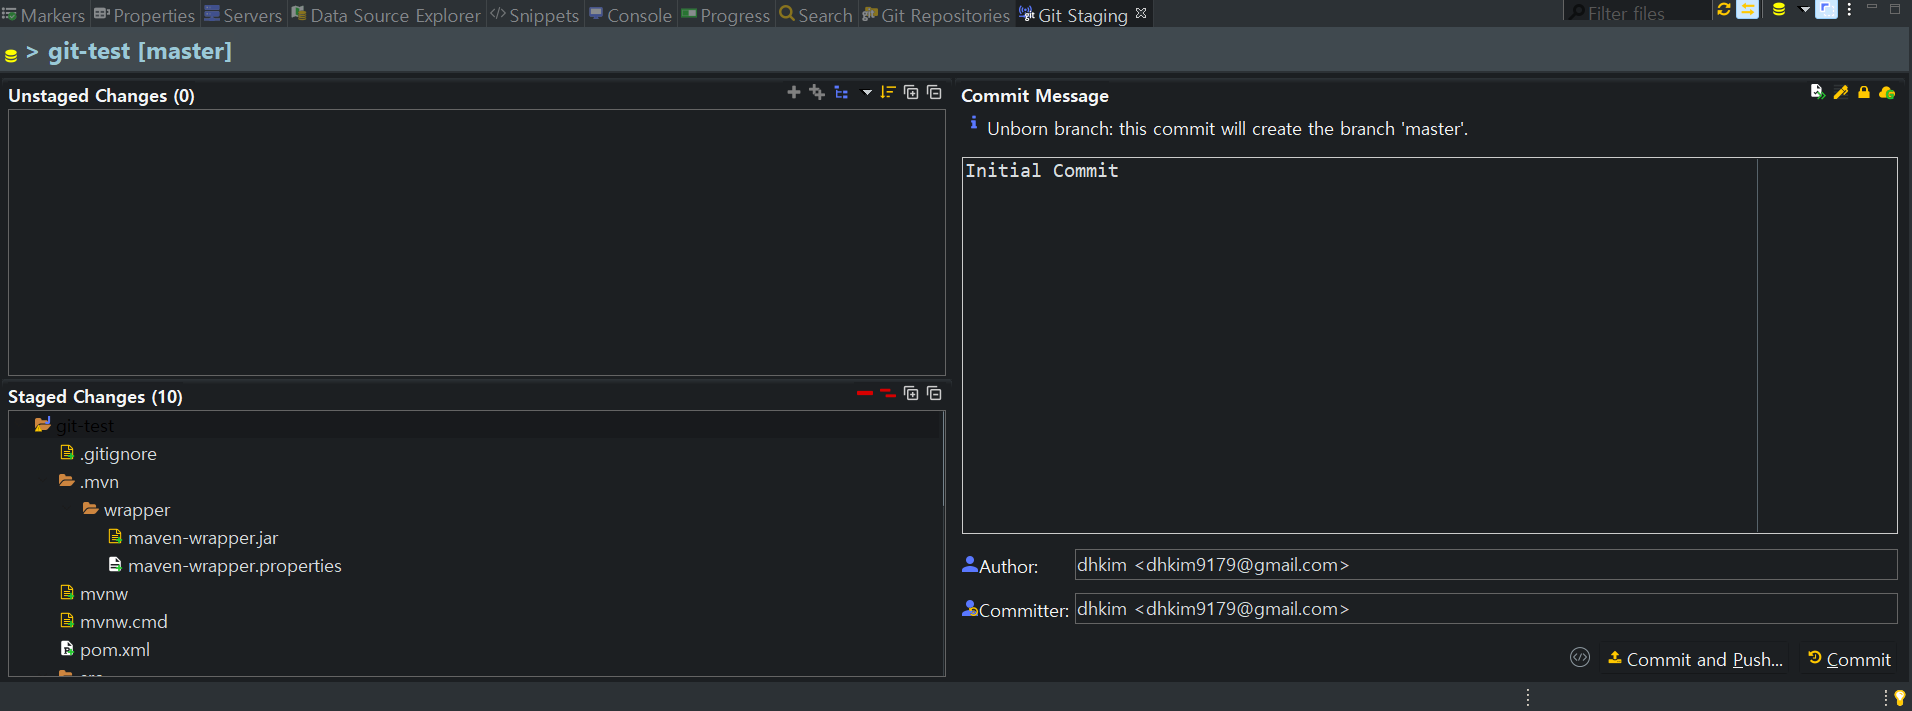 Markers Properties Servers Data Source Explorer Snippets Console Progress Search Git Repositories Git Staging Filter files
> git-test [master]
Unstaged Changes (0)
Commit Message
Unborn branch: this commit will create the branch 'master'.
Initial Commit
Staged Changes (10)
git-test
.gitignore
.mvn
wrapper
maven-wrapper.jar
maven-wrapper.properties
mvnw
mvnw.cmd
pom.xml
Author: dhkim <dhkim9179@gmail.com>
Committer: dhkim <dhkim9179@gmail.com>
Commit and Push...
Commit